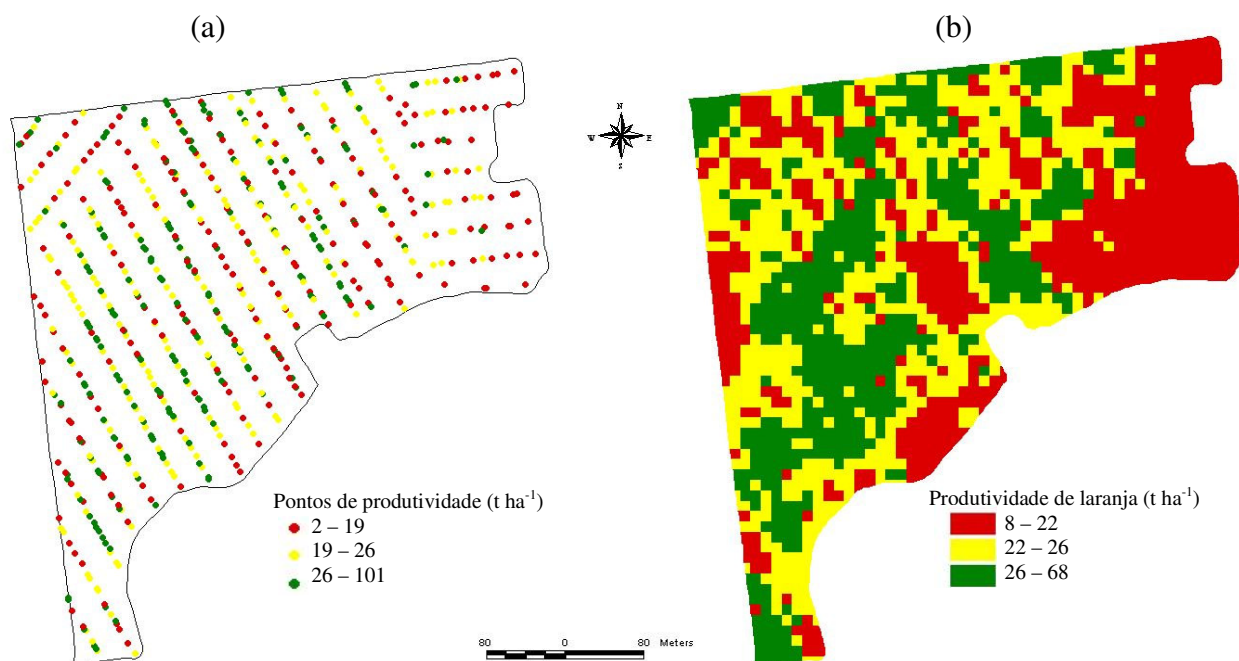 (a)
(b)
N
W E
S
Pontos de produtividade (t ha⁻¹)
2 – 19
19 – 26
26 – 101
Produtividade de laranja (t ha⁻¹)
8 – 22
22 – 26
26 – 68
80 0 80 Meters